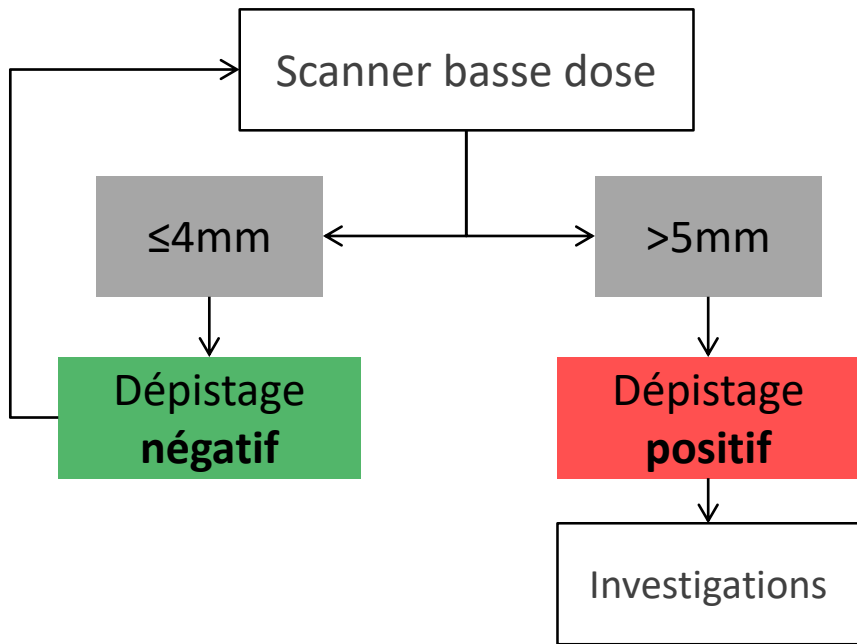 Scanner basse dose
≤4mm
>5mm
Dépistage
négatif
Dépistage
positif
Investigations